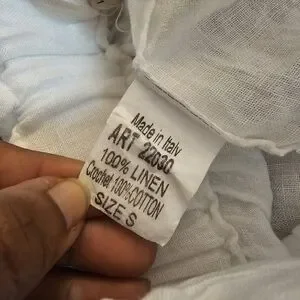 Made in Italy
ART 22030
100% LINEN
Crochet 100%COTTON
SIZE S